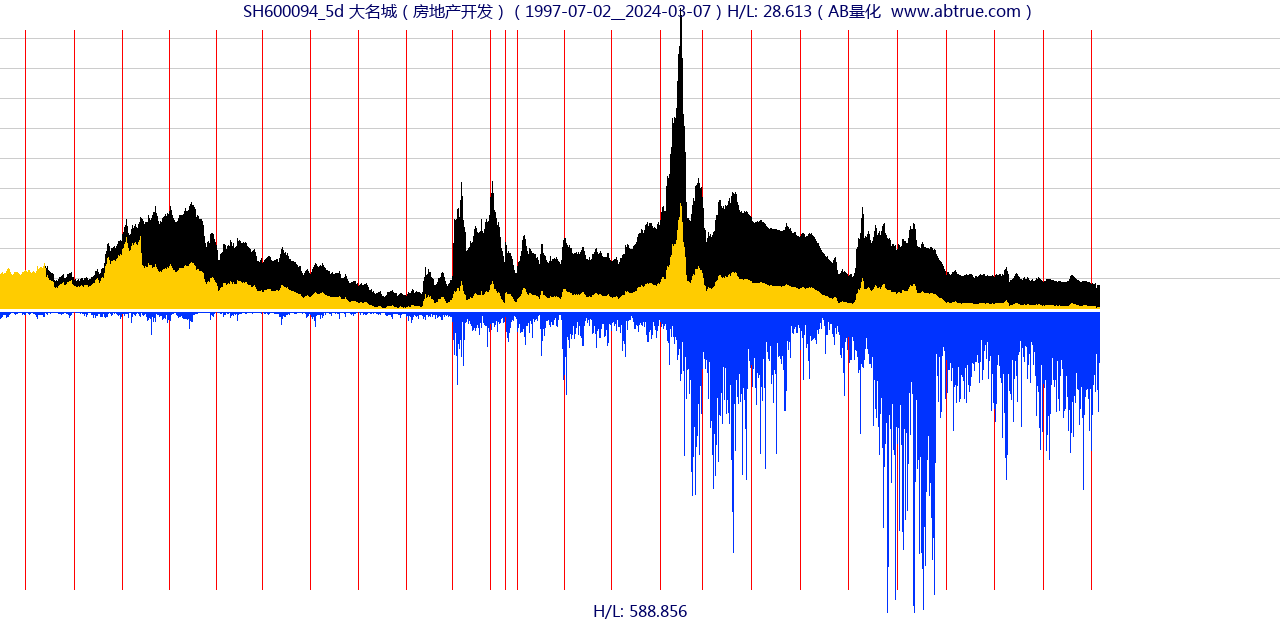 SH600094_5d 大名城 ( 房地产开发 ) ( 1997-07-02__2024-03-07 ) H/L: 28.613 ( AB量化 www.abtrue.com )
H/L: 588.856